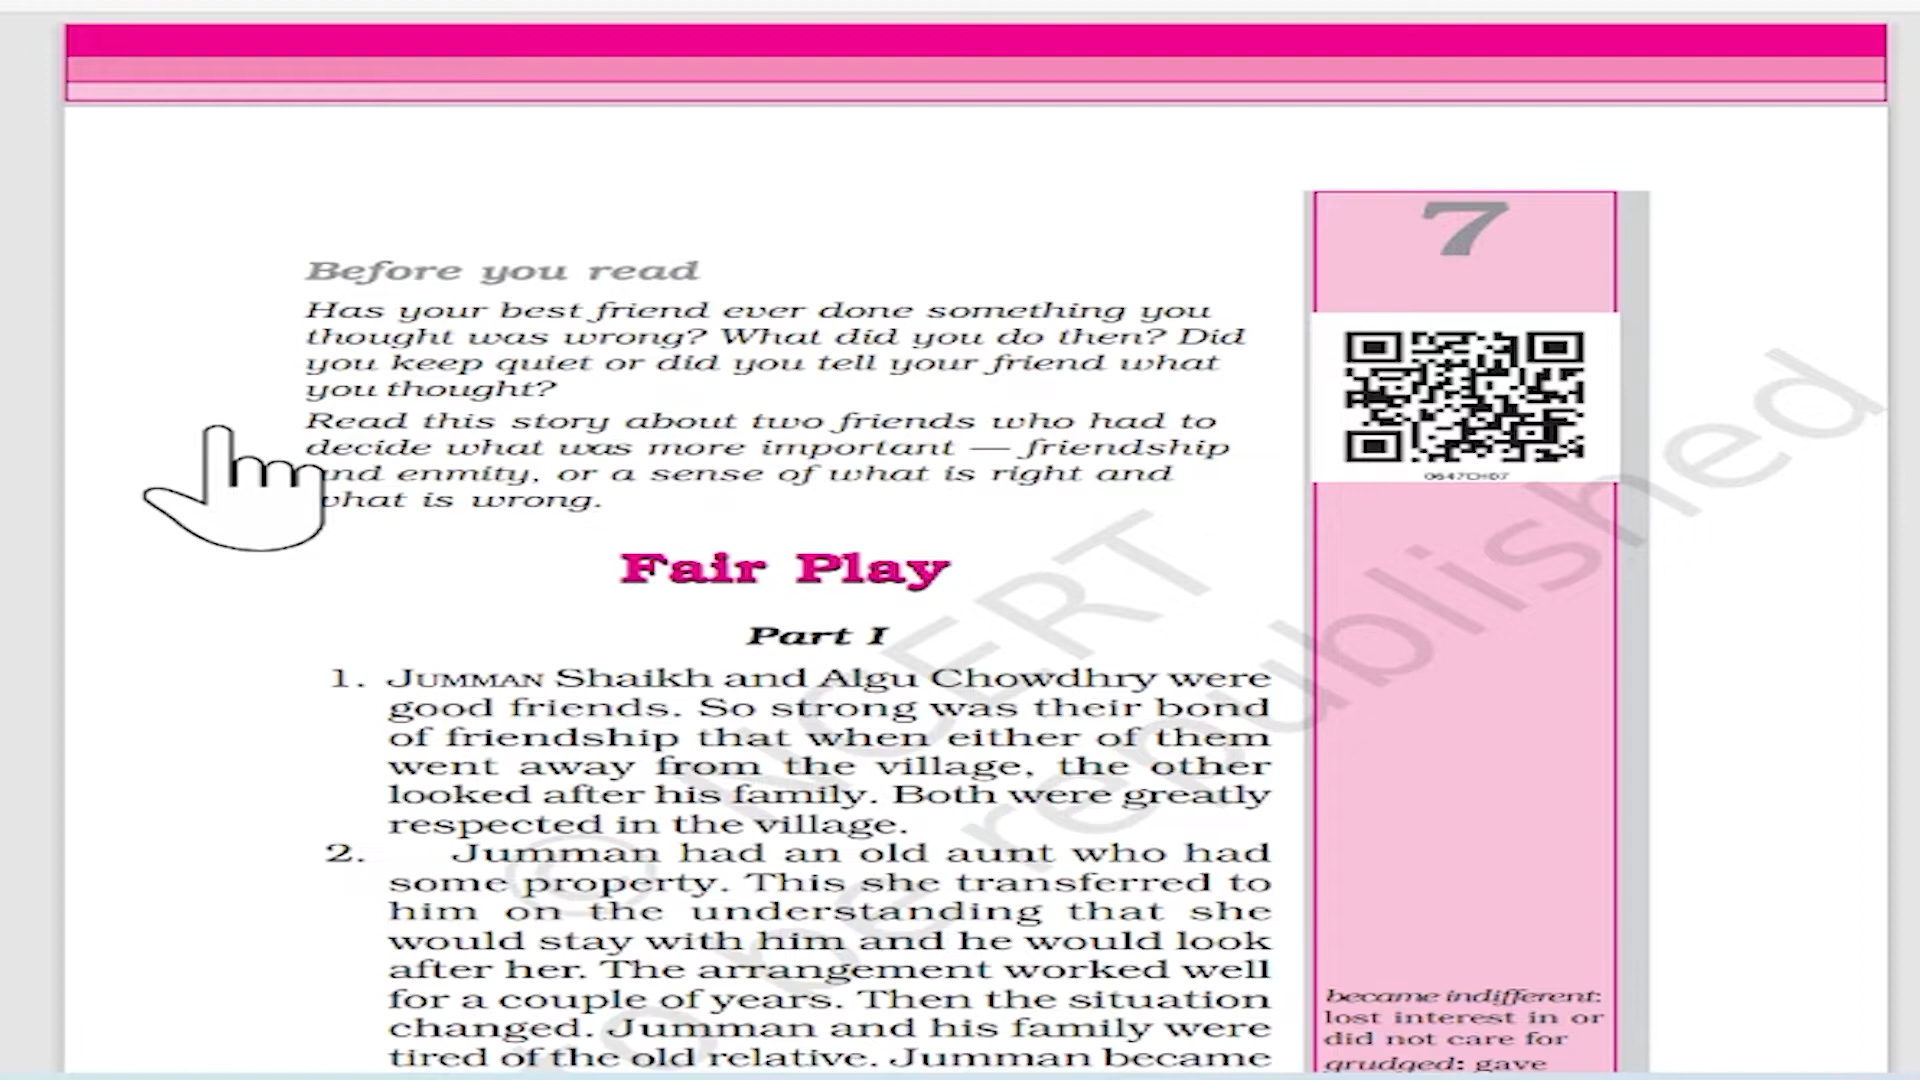 7
Before you read
Has your best friend ever done something you
thought was wrong? What did you do then? Did
you keep quiet or did you tell your friend what
you thought?
Read this story about two friends who had to
decide what was more important — friendship
and enmity, or a sense of what is right and
what is wrong.
0647CH07
Fair Play
Part I
1. JUMMAN Shaikh and Algu Chowdhry were
good friends. So strong was their bond
of friendship that when either of them
went away from the village, the other
looked after his family. Both were greatly
respected in the village.
2. Jumman had an old aunt who had
some property. This she transferred to
him on the understanding that she
would stay with him and he would look
after her. The arrangement worked well
for a couple of years. Then the situation
changed. Jumman and his family were
tired of the old relative. Jumman became
became indifferent:
lost interest in or
did not care for
grudged: gave
© NCERT
o be republished